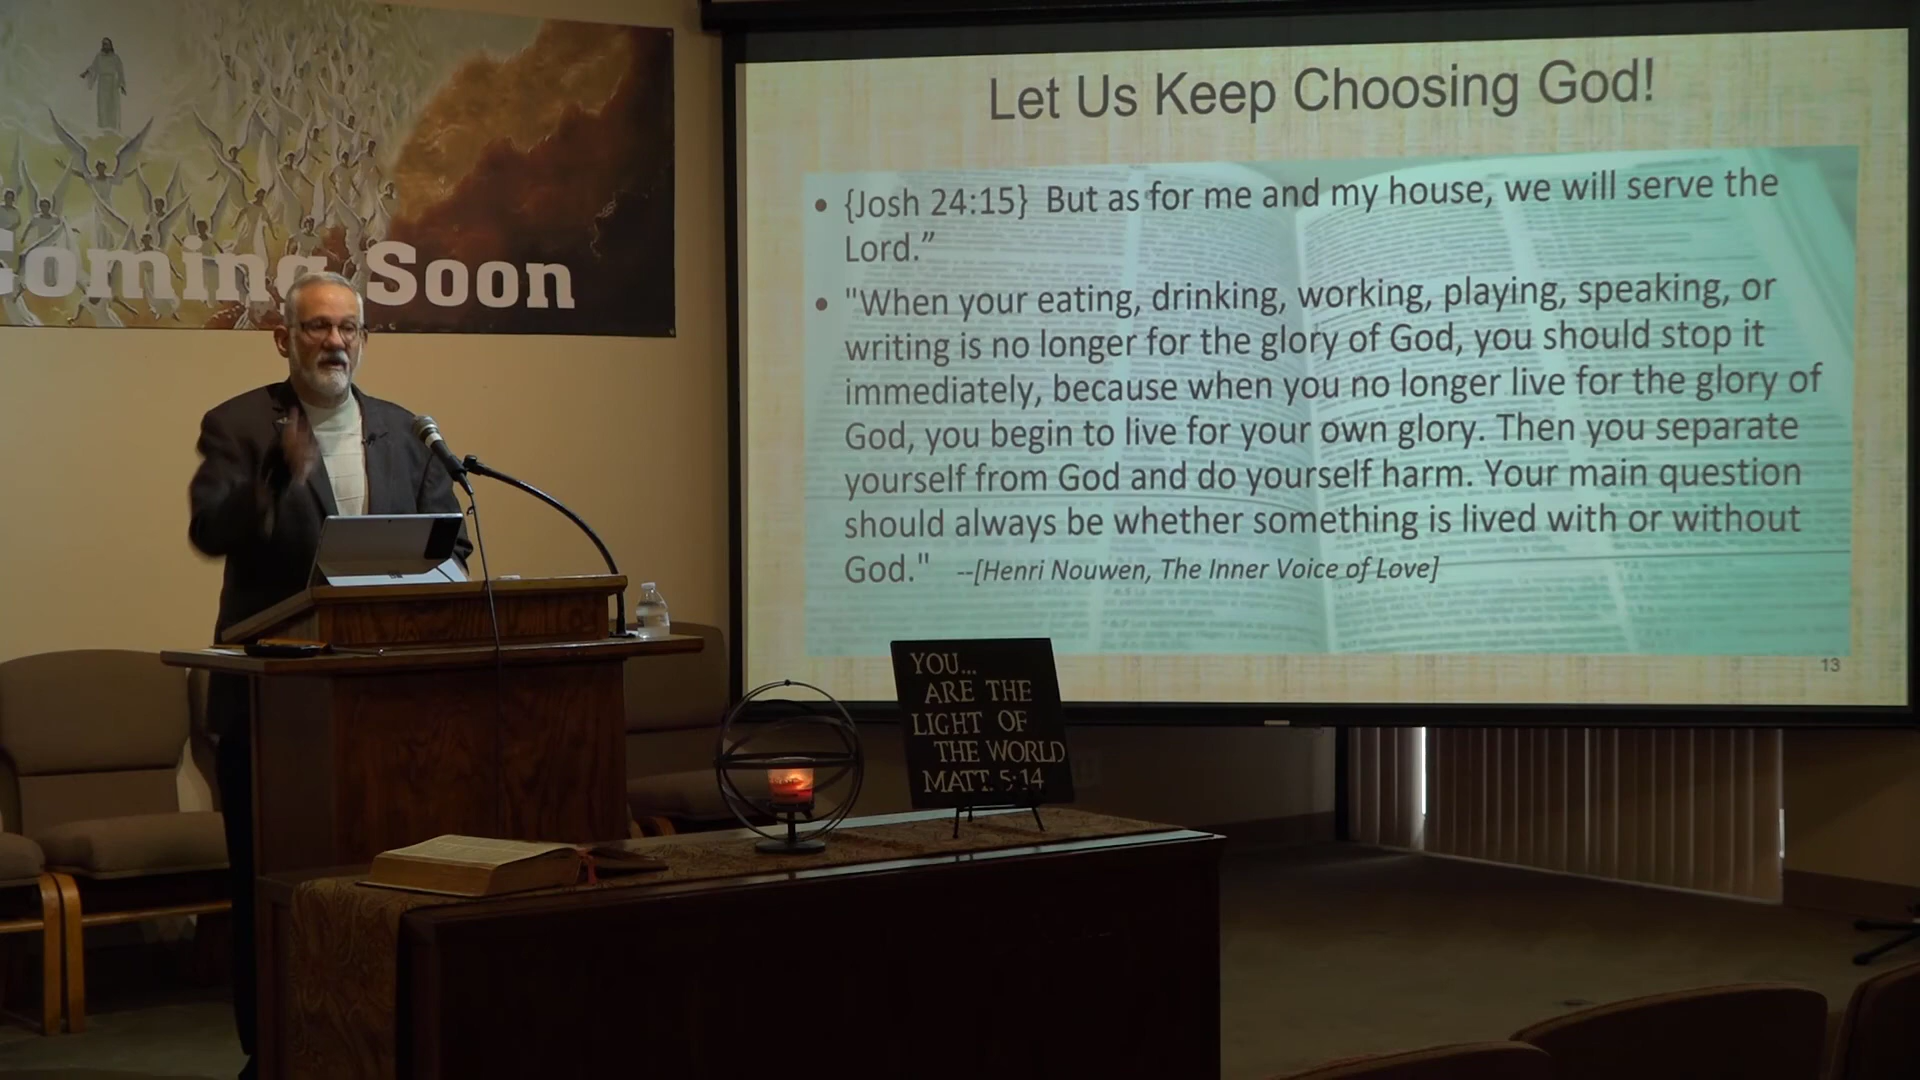 Coming Soon
Let Us Keep Choosing God!
• {Josh 24:15} But as for me and my house, we will serve the
Lord.”
• "When your eating, drinking, working, playing, speaking, or
writing is no longer for the glory of God, you should stop it
immediately, because when you no longer live for the glory of
God, you begin to live for your own glory. Then you separate
yourself from God and do yourself harm. Your main question
should always be whether something is lived with or without
God." --[Henri Nouwen, The Inner Voice of Love]
13
YOU...
ARE THE
LIGHT OF
THE WORLD
MATT. 5:14